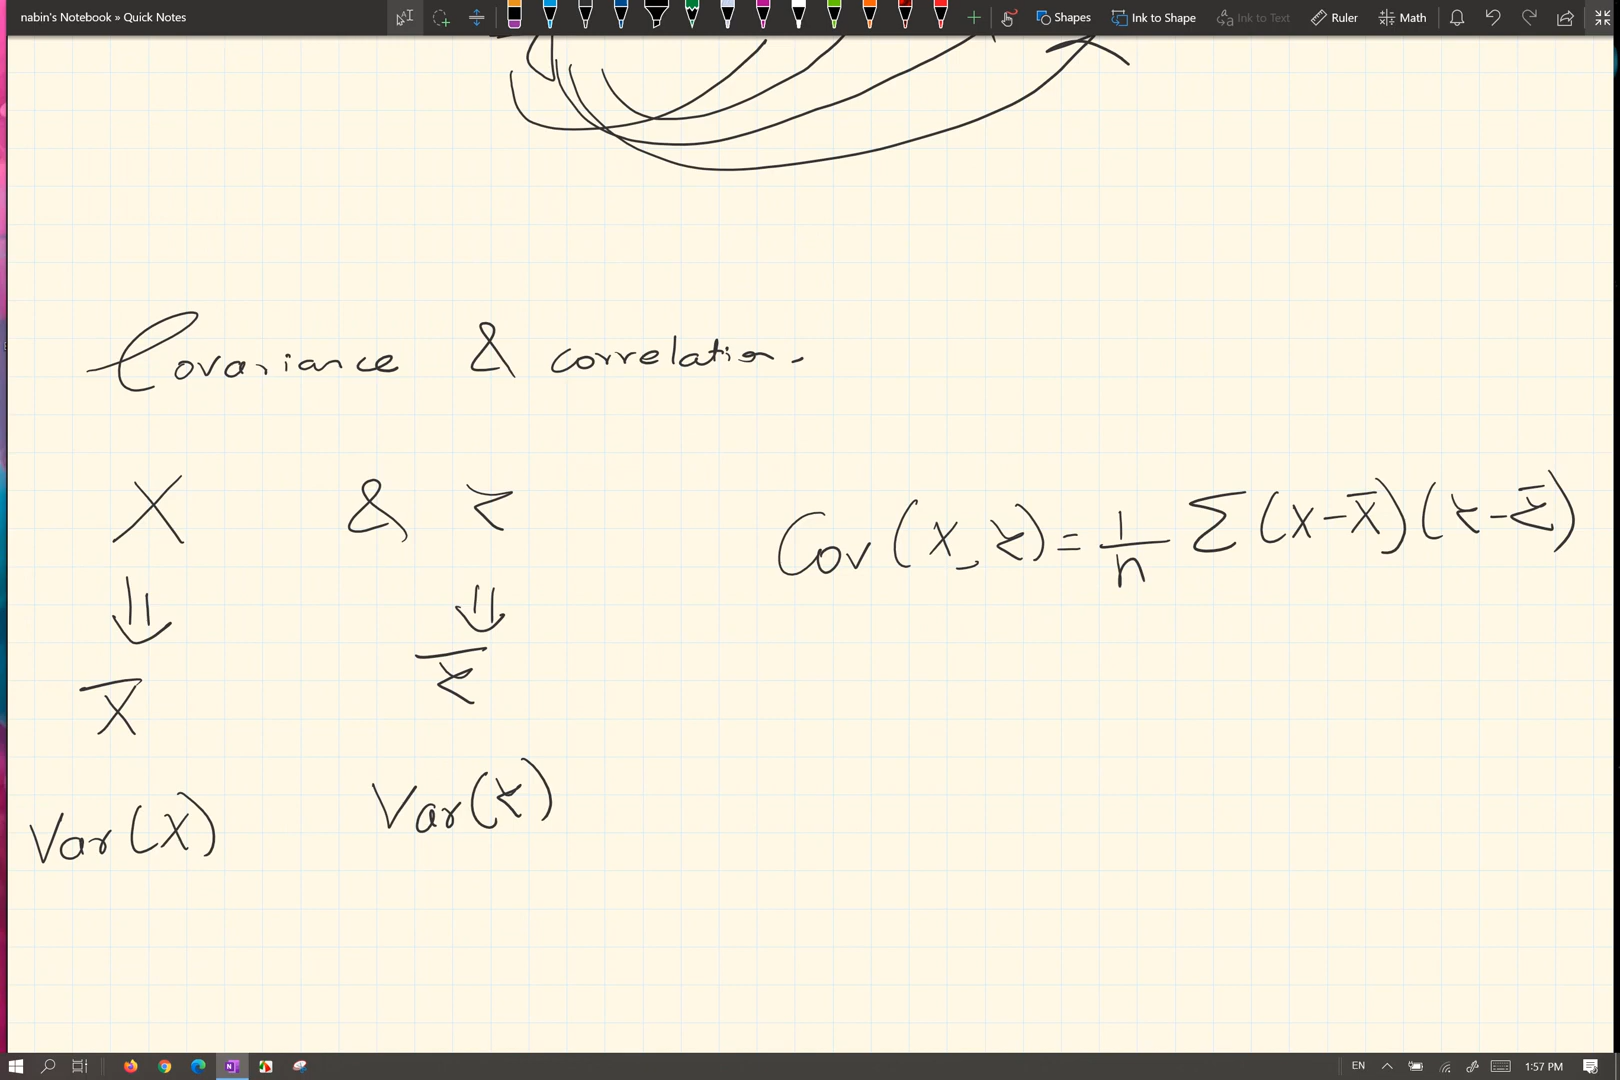 nabin's Notebook » Quick Notes
Shapes Ink to Shape Ink to Text Ruler Math
Covariance & correlation.
X & z
Cov(X, z) = 1/n Σ(X-X̄)(z-z̄)
⇓ ⇓
X̄ z̄
Var(X) Var(z)
EN 1:57 PM